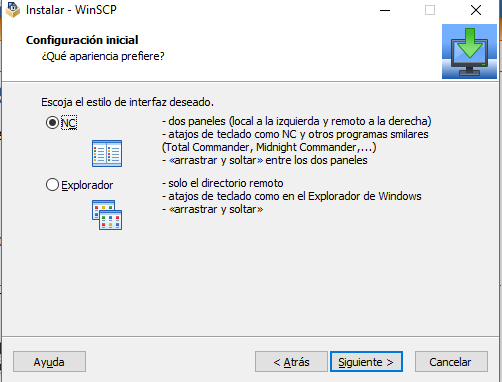 Instalar - WinSCP
Configuración inicial
¿Qué apariencia prefiere?
Escoja el estilo de interfaz deseado.
NC
- dos paneles (local a la izquierda y remoto a la derecha)
- atajos de teclado como NC y otros programas smilares
(Total Commander, Midnight Commander,...)
- «arrastrar y soltar» entre los dos paneles
Explorador
- solo el directorio remoto
- atajos de teclado como en el Explorador de Windows
- «arrastrar y soltar»
Ayuda
< Atrás
Siguiente >
Cancelar